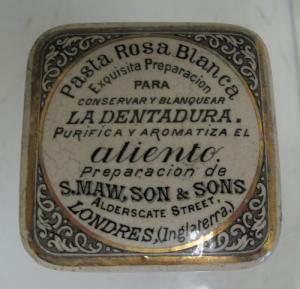 Pasta Rosa Blanca
Exquisita Preparacion
PARA
CONSERVAR Y BLANQUEAR
LA DENTADURA.
PURIFICA Y AROMATIZA EL
aliento.
Preparacion de
S. MAW, SON & SONS
ALDERSGATE STREET,
LONDRES, (Inglaterra.)